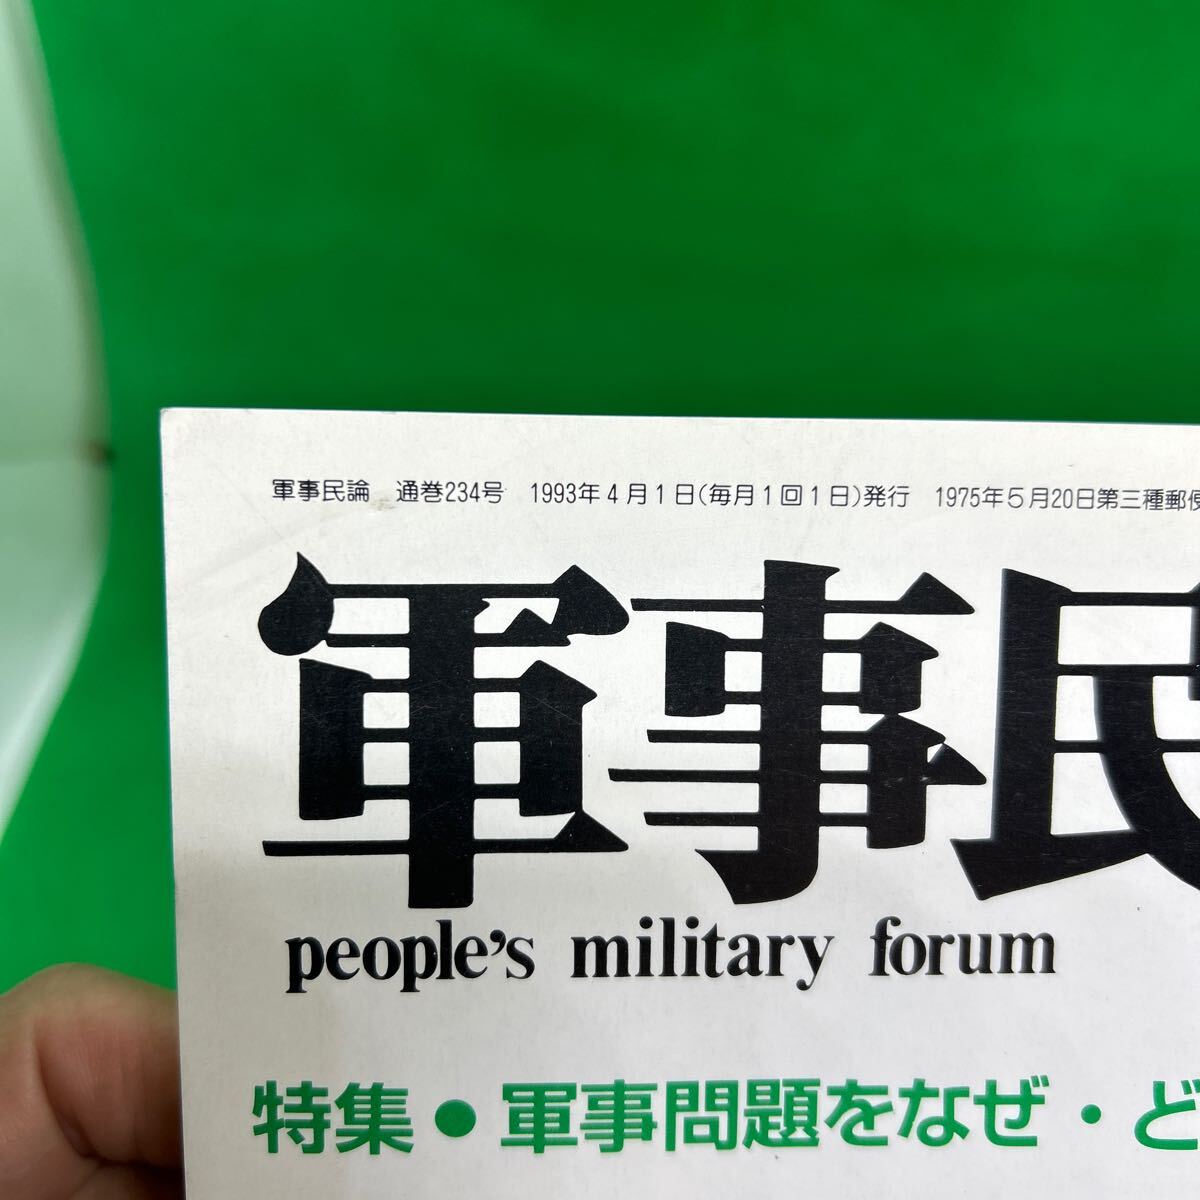 軍事民論 通巻234号 1993年4月1日(毎月1回1日)発行 1975年5月20日第三種郵便
軍事民
people's military forum
特集●軍事問題をなぜ・ど